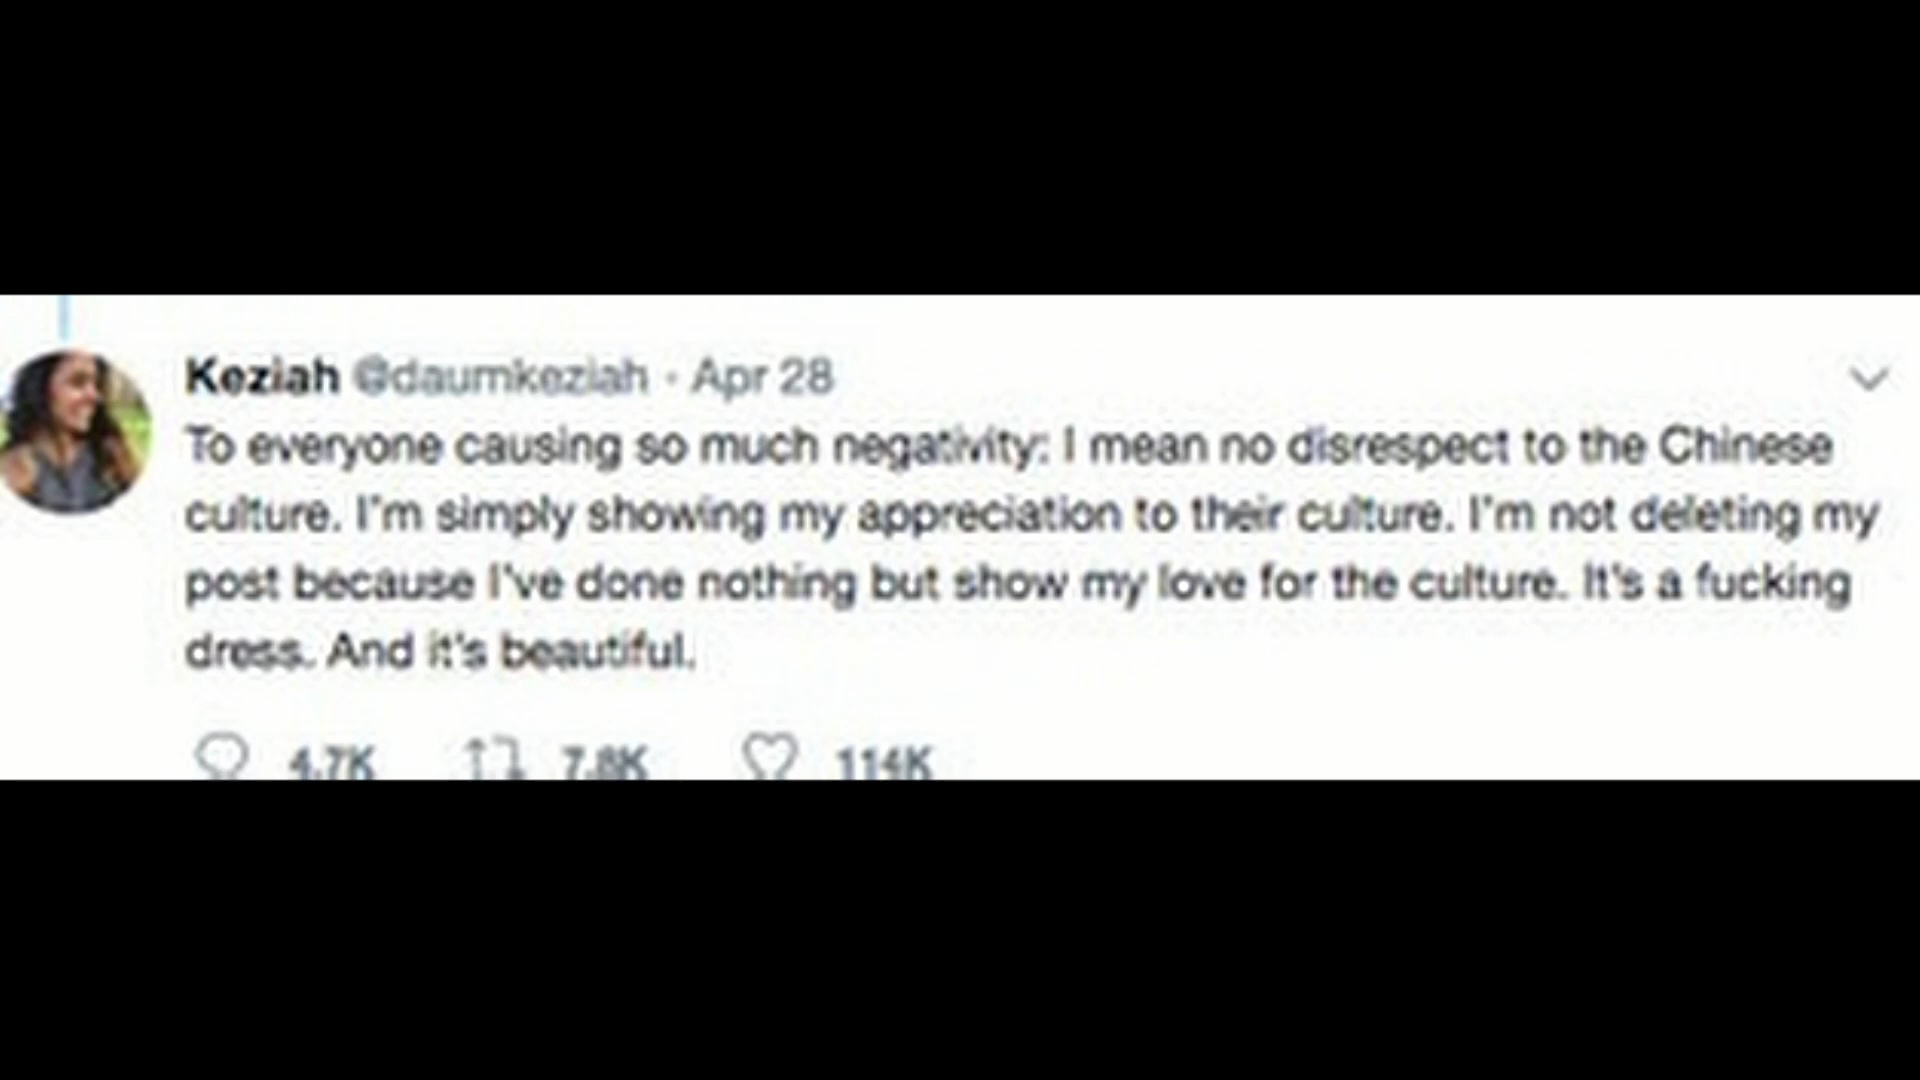 Keziah @daumkeziah · Apr 28
To everyone causing so much negativity: I mean no disrespect to the Chinese
culture. I'm simply showing my appreciation to their culture. I'm not deleting my
post because I've done nothing but show my love for the culture. It's a fucking
dress. And it's beautiful.
4.7K 7.8K 114K